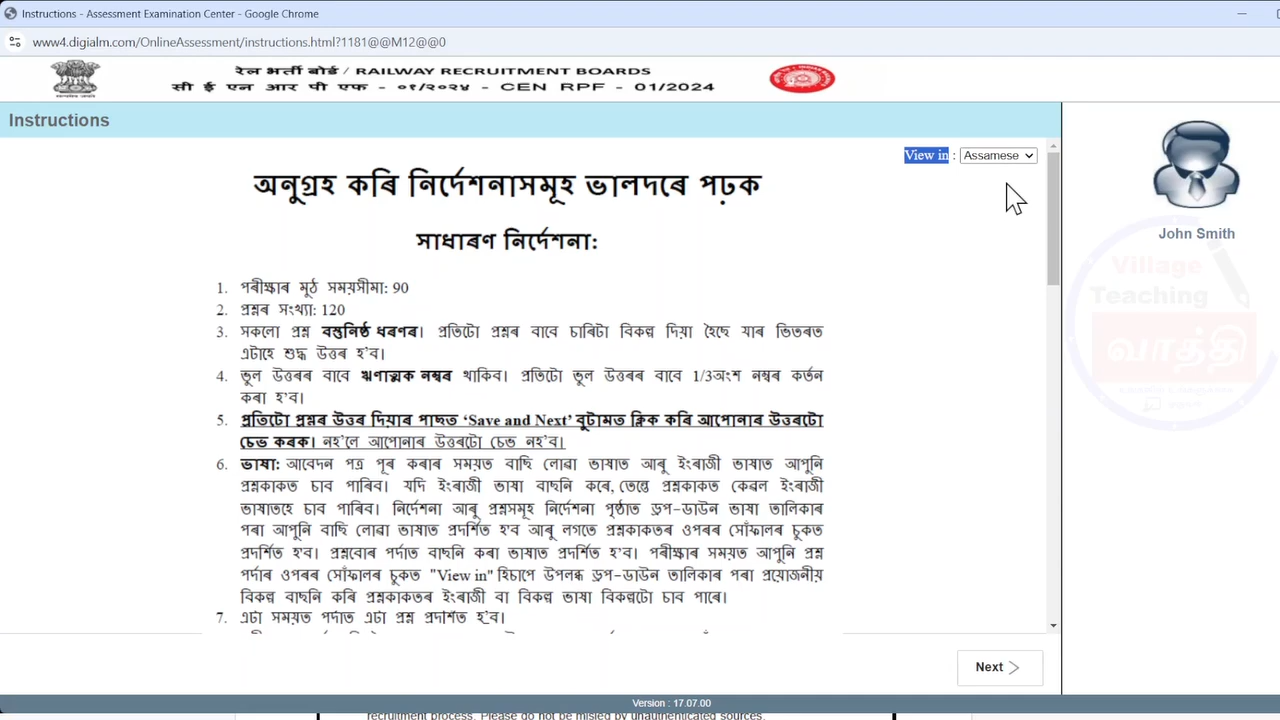 Instructions - Assessment Examination Center - Google Chrome
www4.digialm.com/OnlineAssessment/instructions.html?1181@@M12@@0
रेल भर्ती बोर्ड / RAILWAY RECRUITMENT BOARDS
सी ई एन आर पी एफ - ०१/२०२४ - CEN RPF - 01/2024
Instructions
View in : Assamese
অনুগ্ৰহ কৰি নিৰ্দেশনাসমূহ ভালদৰে পঢ়ক
সাধাৰণ নিৰ্দেশনা:
1. পৰীক্ষাৰ মুঠ সময়সীমা: 90
2. প্ৰশ্নৰ সংখ্যা: 120
3. সকলো প্ৰশ্ন বস্তুনিষ্ঠ ধৰণৰ। প্ৰতিটো প্ৰশ্নৰ বাবে চাৰিটা বিকল্প দিয়া হৈছে যাৰ ভিতৰত
এটাহে শুদ্ধ উত্তৰ হ’ব।
4. ভুল উত্তৰৰ বাবে ঋণাত্মক নম্বৰ থাকিব। প্ৰতিটো ভুল উত্তৰৰ বাবে 1/3অংশ নম্বৰ কৰ্তন
কৰা হ’ব।
5. প্ৰতিটো প্ৰশ্নৰ উত্তৰ দিয়াৰ পাছত ‘Save and Next’ বুটামত ক্লিক কৰি আপোনাৰ উত্তৰটো
চেভ কৰক। নহ’লে আপোনাৰ উত্তৰটো চেভ নহ’ব।
6. ভাষা: আবেদন পত্ৰ পূৰ কৰাৰ সময়ত বাছি লোৱা ভাষাত আৰু ইংৰাজী ভাষাত আপুনি
প্ৰশ্নকাকত চাব পাৰিব। যদি ইংৰাজী ভাষা বাছনি কৰে, তেন্তে প্ৰশ্নকাকত কেৱল ইংৰাজী
ভাষাতহে চাব পাৰিব। নিৰ্দেশনা আৰু প্ৰশ্নসমূহ নিৰ্দেশনা পৃষ্ঠাত ড্ৰপ-ডাউন ভাষা তালিকাৰ
পৰা আপুনি বাছি লোৱা ভাষাত প্ৰদৰ্শিত হ'ব আৰু লগতে প্ৰশ্নকাকতৰ ওপৰৰ সোঁফালৰ চুকত
প্ৰদৰ্শিত হ'ব। প্ৰশ্নবোৰ পৰ্দাত বাছনি কৰা ভাষাত প্ৰদৰ্শিত হ’ব। পৰীক্ষাৰ সময়ত আপুনি প্ৰশ্ন
পৰ্দাৰ ওপৰৰ সোঁফালৰ চুকত "View in" হিচাপে উপলব্ধ ড্ৰপ-ডাউন তালিকাৰ পৰা প্ৰয়োজনীয়
বিকল্প বাছনি কৰি প্ৰশ্নকাকতৰ ইংৰাজী বা বিকল্প ভাষা বিকল্পটো চাব পাৰে।
7. এটা সময়ত পৰ্দাত এটা প্ৰশ্ন প্ৰদৰ্শিত হ’ব।
John Smith
Village
Teaching
வாத்தி
Next
Version : 17.07.00
recruitment process. Please do not be misled by unauthenticated sources.